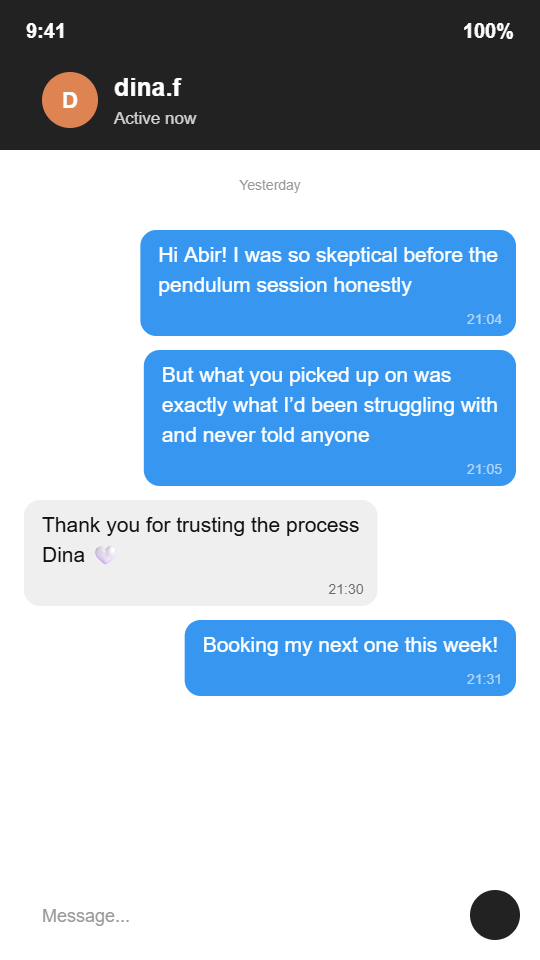 9:41
100%
D
dina.f
Active now
Yesterday
Hi Abir! I was so skeptical before the
pendulum session honestly
21:04
But what you picked up on was
exactly what I’d been struggling with
and never told anyone
21:05
Thank you for trusting the process
Dina 🤍
21:30
Booking my next one this week!
21:31
Message...